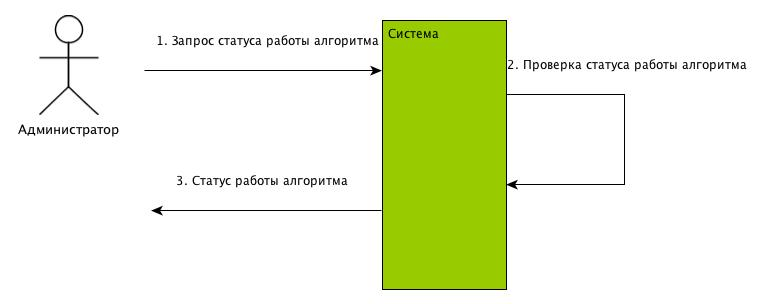 1. Запрос статуса работы алгоритма
Система
2. Проверка статуса работы алгоритма
Администратор
3. Статус работы алгоритма